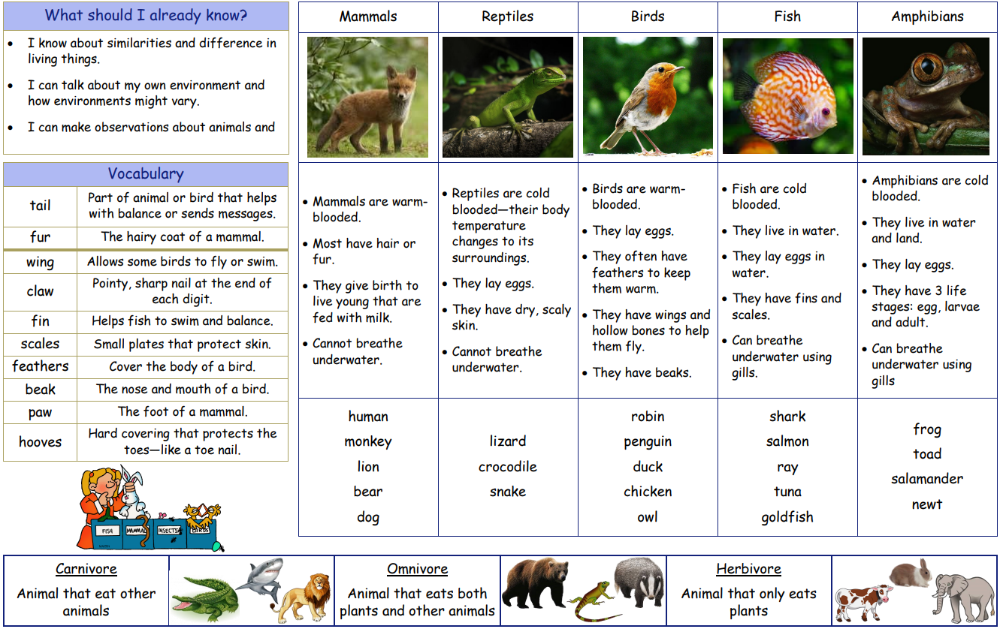 What should I already know?
• I know about similarities and difference in
living things.
• I can talk about my own environment and
how environments might vary.
• I can make observations about animals and
Vocabulary
tail
Part of animal or bird that helps
with balance or sends messages.
fur
The hairy coat of a mammal.
wing
Allows some birds to fly or swim.
claw
Pointy, sharp nail at the end of
each digit.
fin
Helps fish to swim and balance.
scales
Small plates that protect skin.
feathers
Cover the body of a bird.
beak
The nose and mouth of a bird.
paw
The foot of a mammal.
hooves
Hard covering that protects the
toes—like a toe nail.
FISH
MAMMAL
INSECTS
BIRDS
Mammals
• Mammals are warm-
blooded.
• Most have hair or
fur.
• They give birth to
live young that are
fed with milk.
• Cannot breathe
underwater.
human
monkey
lion
bear
dog
Reptiles
• Reptiles are cold
blooded—their body
temperature
changes to its
surroundings.
• They lay eggs.
• They have dry, scaly
skin.
• Cannot breathe
underwater.
lizard
crocodile
snake
Birds
• Birds are warm-
blooded.
• They lay eggs.
• They often have
feathers to keep
them warm.
• They have wings and
hollow bones to help
them fly.
• They have beaks.
robin
penguin
duck
chicken
owl
Fish
• Fish are cold
blooded.
• They live in water.
• They lay eggs in
water.
• They have fins and
scales.
• Can breathe
underwater using
gills.
shark
salmon
ray
tuna
goldfish
Amphibians
• Amphibians are cold
blooded.
• They live in water
and land.
• They lay eggs.
• They have 3 life
stages: egg, larvae
and adult.
• Can breathe
underwater using
gills
frog
toad
salamander
newt
Carnivore
Animal that eat other
animals
Omnivore
Animal that eats both
plants and other animals
Herbivore
Animal that only eats
plants